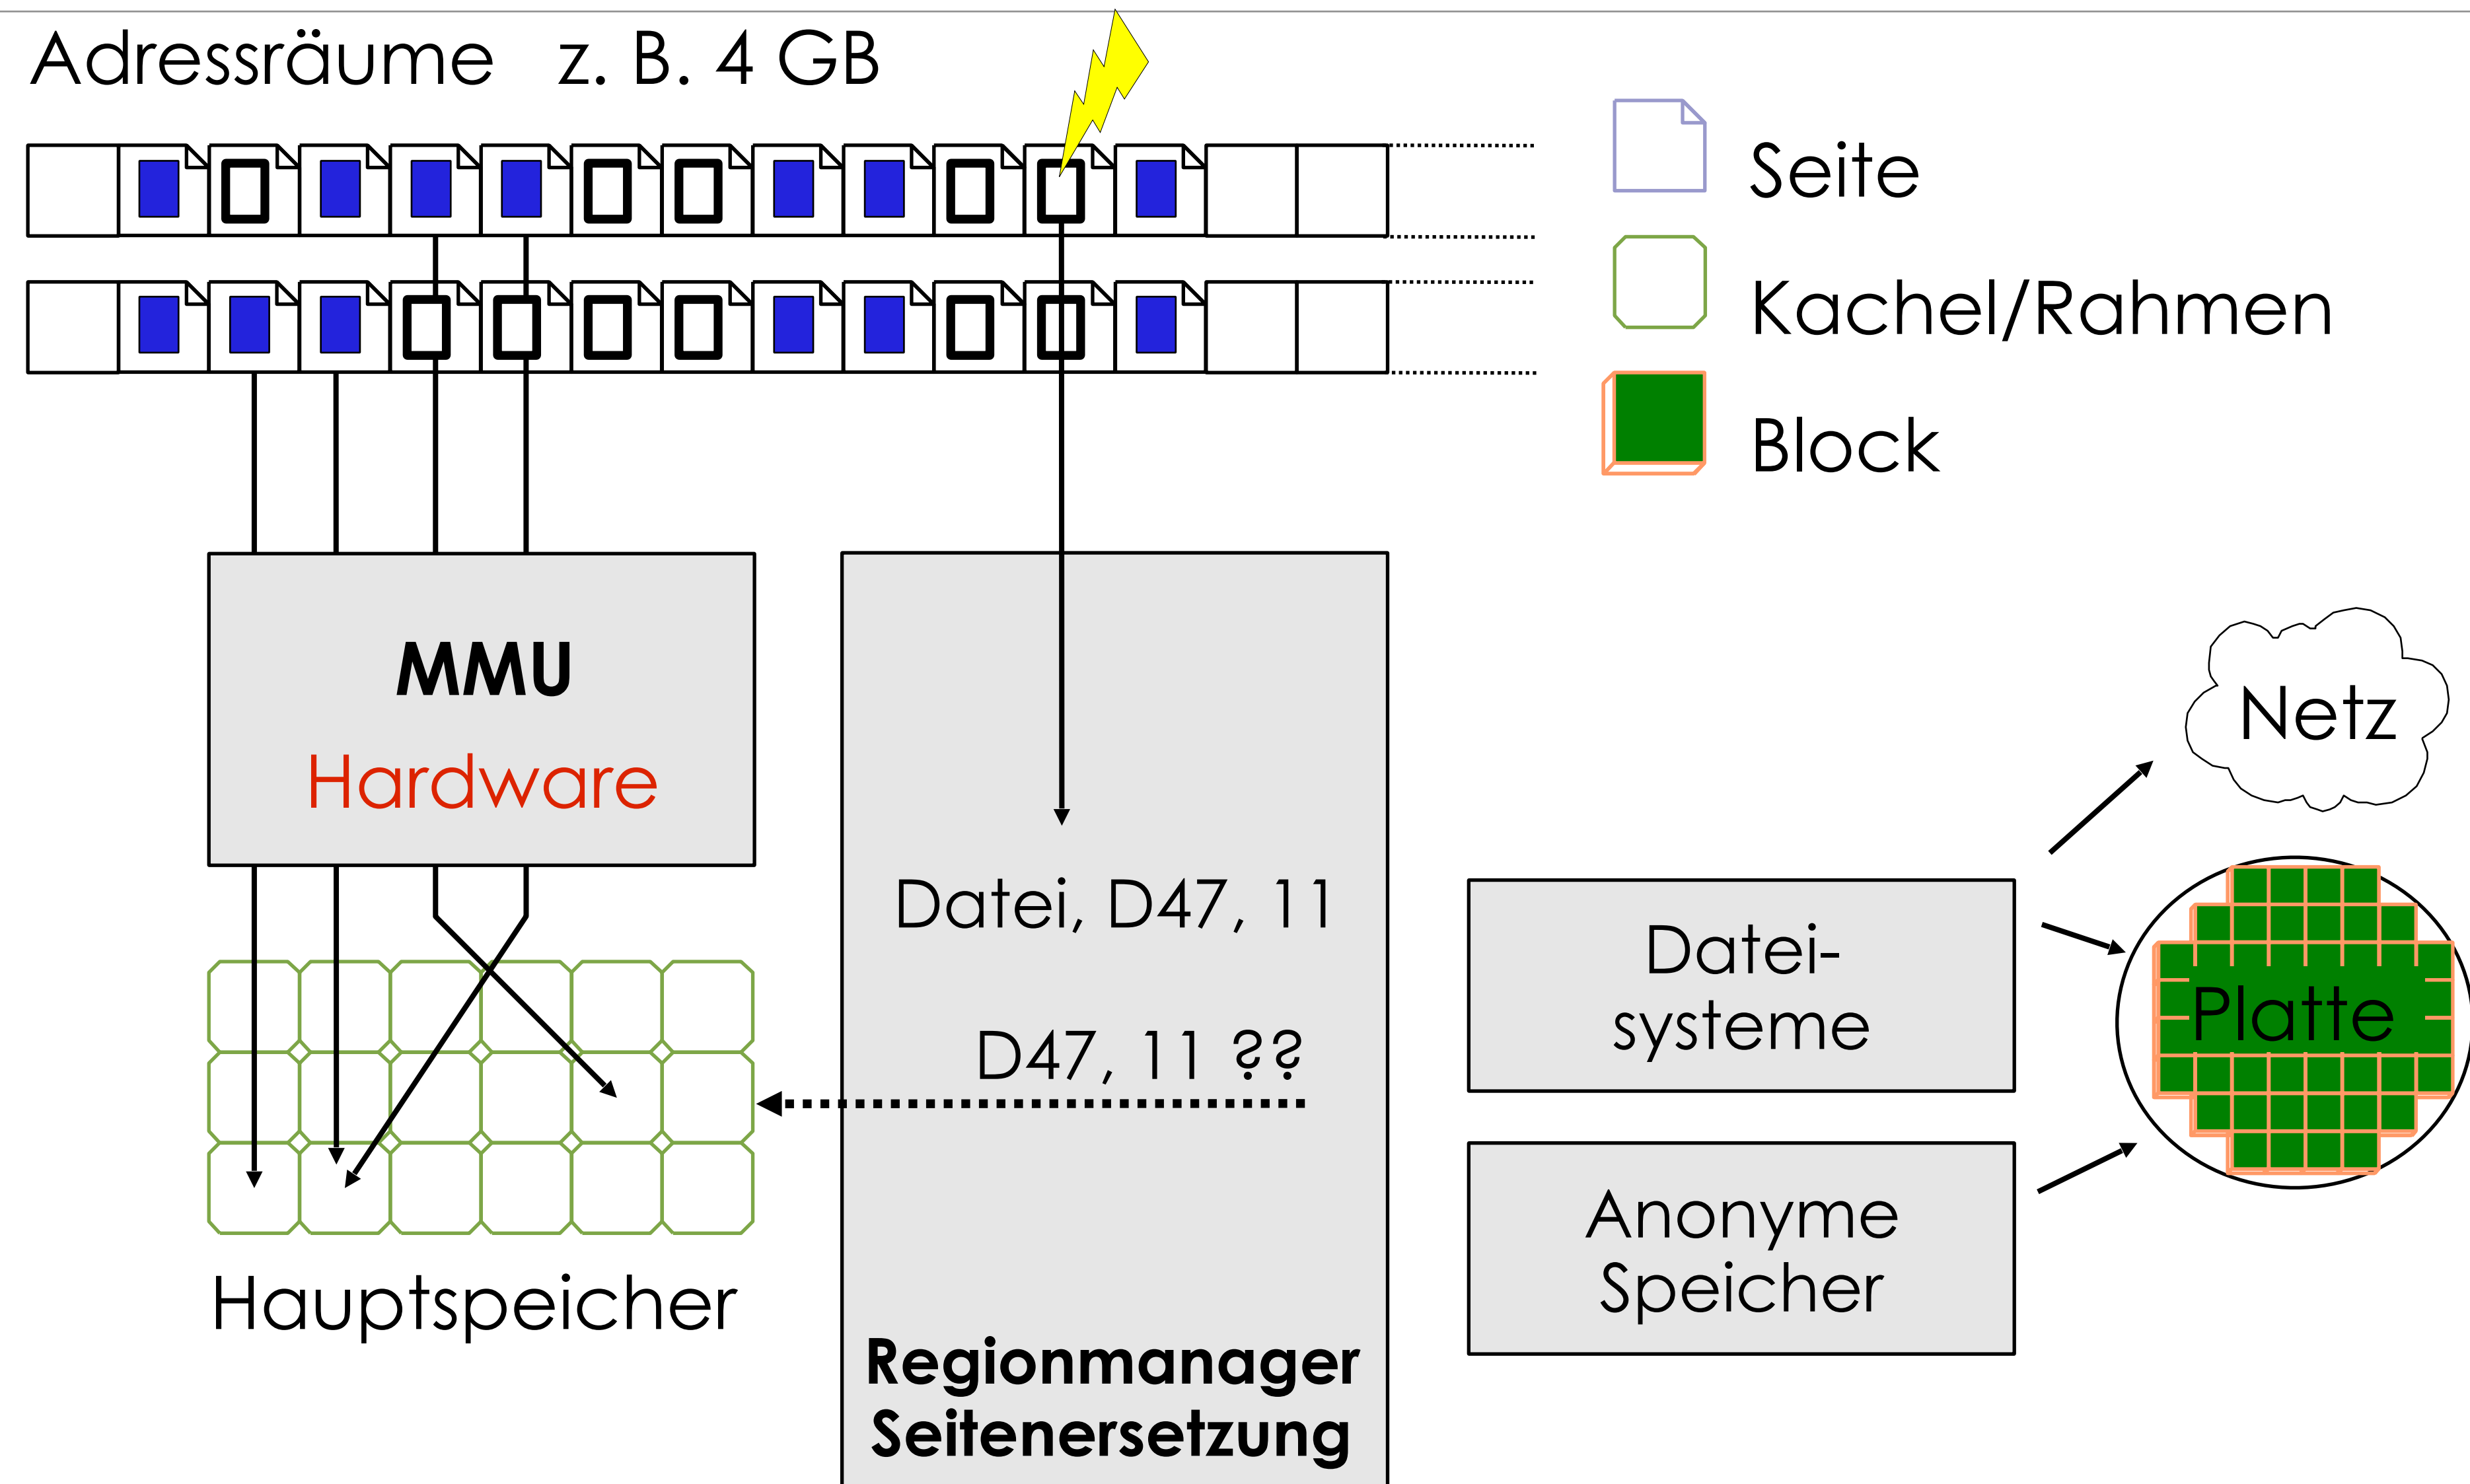 Adressräume z. B. 4 GB
Seite
Kachel/Rahmen
Block
MMU
Hardware
Netz
Datei, D47, 11
D47, 11 ??
Datei-
systeme
Platte
Anonyme
Speicher
Hauptspeicher
Regionmanager
Seitenersetzung